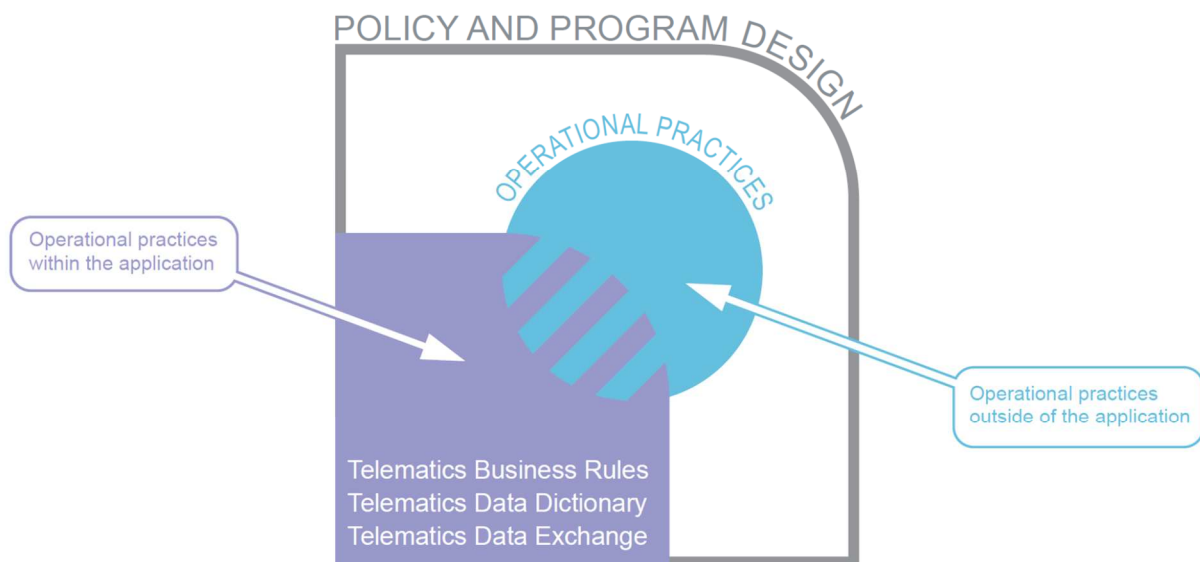 POLICY AND PROGRAM DESIGN
OPERATIONAL PRACTICES
Operational practices
within the application
Operational practices
outside of the application
Telematics Business Rules
Telematics Data Dictionary
Telematics Data Exchange